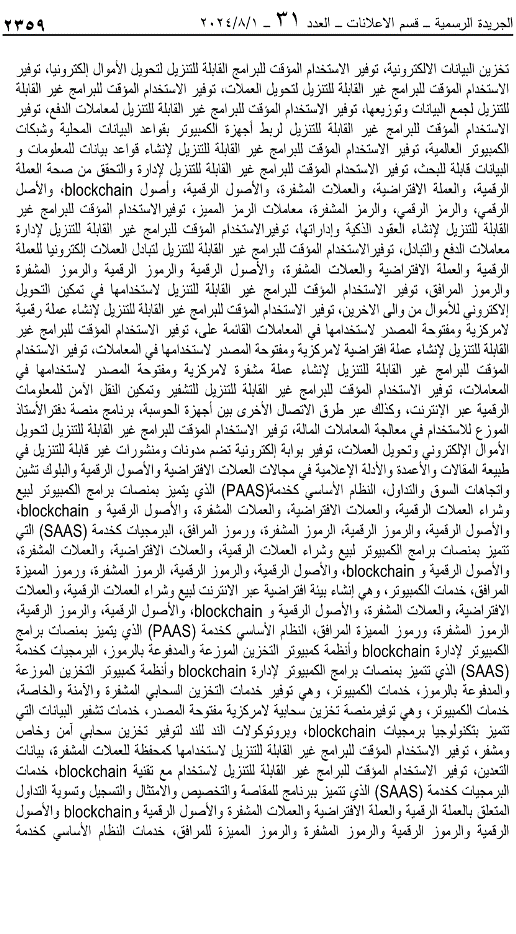 الجريدة الرسمية – قسم الاعلانات – العدد ٣١ – ٢٠٢٤/٨/١ ٢٣٥٩
تخزين البيانات الالكترونية، توفير الاستخدام المؤقت للبرامج القابلة للتنزيل لتحويل الأموال إلكترونيا، توفير
الاستخدام المؤقت للبرامج غير القابلة للتنزيل لتحويل العملات، توفير الاستخدام المؤقت للبرامج غير القابلة
للتنزيل لجمع البيانات وتوزيعها، توفير الاستخدام المؤقت للبرامج غير القابلة للتنزيل لمعاملات الدفع، توفير
الاستخدام المؤقت للبرامج غير القابلة للتنزيل لربط أجهزة الكمبيوتر بقواعد البيانات المحلية وشبكات
الكمبيوتر العالمية، توفير الاستخدام المؤقت للبرامج غير القابلة للتنزيل لإنشاء قواعد بيانات للمعلومات و
البيانات قابلة للبحث، توفير الاستخدام المؤقت للبرامج غير القابلة للتنزيل لإدارة والتحقق من صحة العملة
الرقمية، والعملة الافتراضية، والعملات المشفرة، والأصول الرقمية، وأصول blockchain، والأصل
الرقمي، والرمز الرقمي، والرمز المشفرة، معاملات الرمز المميز، توفيرالاستخدام المؤقت للبرامج غير
القابلة للتنزيل لإنشاء العقود الذكية وإداراتها، توفيرالاستخدام المؤقت للبرامج غير القابلة للتنزيل لإدارة
معاملات الدفع والتبادل، توفيرالاستخدام المؤقت للبرامج غير القابلة للتنزيل لتبادل العملات إلكترونيا للعملة
الرقمية والعملة الافتراضية والعملات المشفرة، والأصول الرقمية والرموز الرقمية والرموز المشفرة
والرموز المرافق، توفير الاستخدام المؤقت للبرامج غير القابلة للتنزيل لاستخدامها في تمكين التحويل
إلاكتروني للأموال من والى الاخرين، توفير الاستخدام المؤقت للبرامج غير القابلة للتنزيل لإنشاء عملة رقمية
لامركزية ومفتوحة المصدر لاستخدامها في المعاملات القائمة على، توفير الاستخدام المؤقت للبرامج غير
القابلة للتنزيل لإنشاء عملة افتراضية لامركزية ومفتوحة المصدر لاستخدامها في المعاملات، توفير الاستخدام
المؤقت للبرامج غير القابلة للتنزيل لإنشاء عملة مشفرة لامركزية ومفتوحة المصدر لاستخدامها في
المعاملات، توفير الاستخدام المؤقت للبرامج غير القابلة للتنزيل للتشفير وتمكين النقل الأمن للمعلومات
الرقمية عبر الإنترنت، وكذلك عبر طرق الاتصال الأخرى بين أجهزة الحوسبة، برنامج منصة دفترالأستاذ
الموزع للاستخدام في معالجة المعاملات المالة، توفير الاستخدام المؤقت للبرامج غير القابلة للتنزيل لتحويل
الأموال الإلكتروني وتحويل العملات، توفير بوابة إلكترونية تضم مدونات ومنشورات غير قابلة للتنزيل في
طبيعة المقالات والأعمدة والأدلة الإعلامية في مجالات العملات الافتراضية والأصول الرقمية والبلوك تشين
واتجاهات السوق والتداول، النظام الأساسي كخدمة(PAAS) الذي يتميز بمنصات برامج الكمبيوتر لبيع
وشراء العملات الرقمية، والعملات الافتراضية، والعملات المشفرة، والأصول الرقمية و blockchain،
والأصول الرقمية، والرموز الرقمية، الرموز المشفرة، ورموز المرافق، البرمجيات كخدمة (SAAS) التي
تتميز بمنصات برامج الكمبيوتر لبيع وشراء العملات الرقمية، والعملات الافتراضية، والعملات المشفرة،
والأصول الرقمية و blockchain، والأصول الرقمية، والرموز الرقمية، الرموز المشفرة، ورموز المميزة
المرافق، خدمات الكمبيوتر، وهي إنشاء بيئة افتراضية عبر الانترنت لبيع وشراء العملات الرقمية، والعملات
الافتراضية، والعملات المشفرة، والأصول الرقمية و blockchain، والأصول الرقمية، والرموز الرقمية،
الرموز المشفرة، ورموز المميزة المرافق، النظام الأساسي كخدمة (PAAS) الذي يتميز بمنصات برامج
الكمبيوتر لإدارة blockchain وأنظمة كمبيوتر التخزين الموزعة والمدفوعة بالرموز، البرمجيات كخدمة
(SAAS) الذي تتميز بمنصات برامج الكمبيوتر لإدارة blockchain وأنظمة كمبيوتر التخزين الموزعة
والمدفوعة بالرموز، خدمات الكمبيوتر، وهي توفير خدمات التخزين السحابي المشفرة والآمنة والخاصة،
خدمات الكمبيوتر، وهي توفيرمنصة تخزين سحابية لامركزية مفتوحة المصدر، خدمات تشفير البيانات التي
تتميز بتكنولوجيا برمجيات blockchain، وبروتوكولات الند للند لتوفير تخزين سحابي آمن وخاص
ومشفر، توفير الاستخدام المؤقت للبرامج غير القابلة للتنزيل لاستخدامها كمحفظة للعملات المشفرة، بيانات
التعدين، توفير الاستخدام المؤقت للبرامج غير القابلة للتنزيل لاستخدام مع تقنية blockchain، خدمات
البرمجيات كخدمة (SAAS) الذي تتميز ببرنامج للمقاصة والتخصيص والامتثال والتسجيل وتسوية التداول
المتعلق بالعملة الرقمية والعملة الافتراضية والعملات المشفرة والأصول الرقمية وblockchain والأصول
الرقمية والرموز الرقمية والرموز المشفرة والرموز المميزة للمرافق، خدمات النظام الأساسي كخدمة